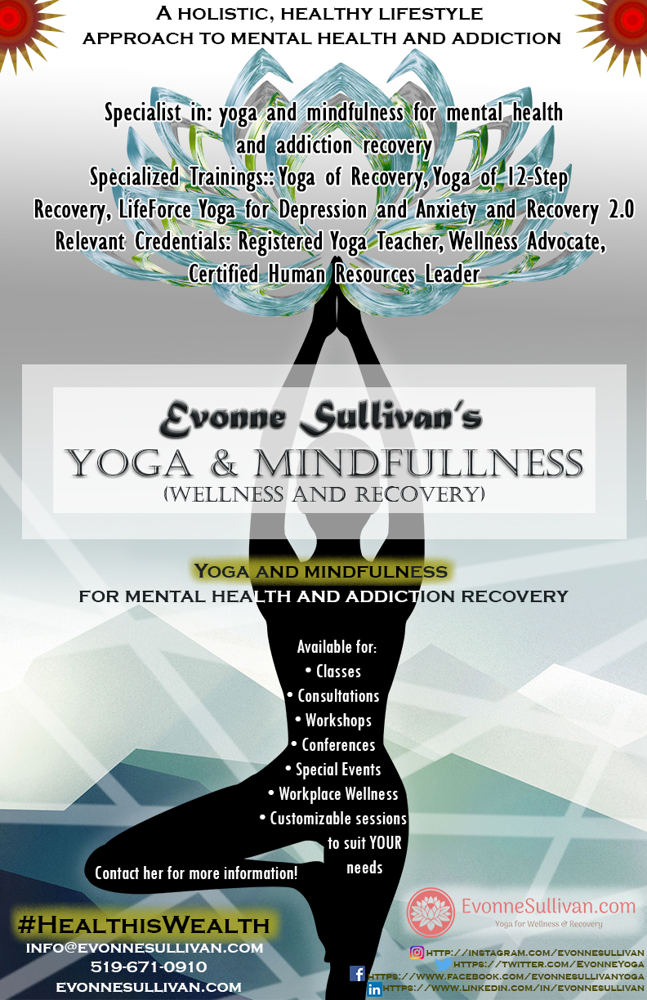 A HOLISTIC, HEALTHY LIFESTYLE
APPROACH TO MENTAL HEALTH AND ADDICTION
Specialist in: yoga and mindfulness for mental health
and addiction recovery
Specialized Trainings:: Yoga of Recovery, Yoga of 12-Step
Recovery, LifeForce Yoga for Depression and Anxiety and Recovery 2.0
Relevant Credentials: Registered Yoga Teacher, Wellness Advocate,
Certified Human Resources Leader
Evonne Sullivan's
YOGA & MINDFULLNESS
(WELLNESS AND RECOVERY)
YOGA AND MINDFULNESS
FOR MENTAL HEALTH AND ADDICTION RECOVERY
Available for:
• Classes
• Consultations
• Workshops
• Conferences
• Special Events
• Workplace Wellness
• Customizable sessions
to suit YOUR
needs
Contact her for more information!
#HEALTHISWEALTH
INFO@EVONNESULLIVAN.COM
519-671-0910
EVONNESULLIVAN.COM
EvonneSullivan.com
Yoga for Wellness & Recovery
HTTP://INSTAGRAM.COM/EVONNESULLIVAN
HTTPS://TWITTER.COM/EVONNEYOGA
HTTPS://WWW.FACEBOOK.COM/EVONNESULLIVANYOGA
HTTPS://WWW.LINKEDIN.COM/IN/EVONNESULLIVAN